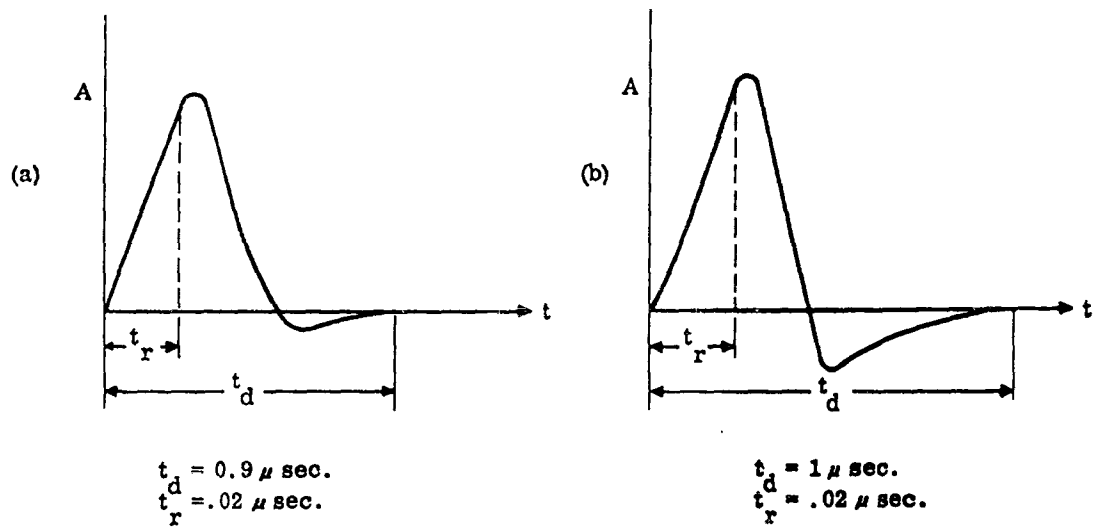 A
(a)
t
t_r
t_d
t_d = 0.9 μ sec.
t_r = .02 μ sec.
A
(b)
t
t_r
t_d
t_d = 1 μ sec.
t_r = .02 μ sec.